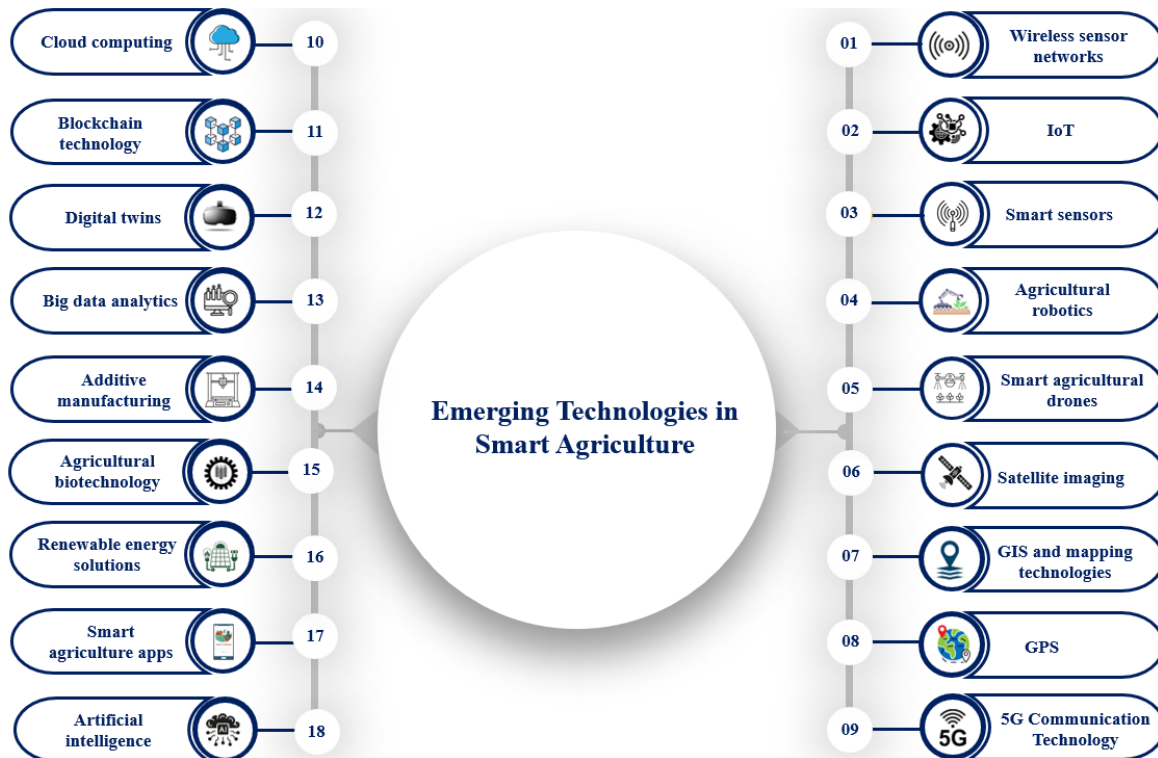 Emerging Technologies in
Smart Agriculture
01
Wireless sensor
networks
02
IoT
03
Smart sensors
04
Agricultural
robotics
05
Smart agricultural
drones
06
Satellite imaging
07
GIS and mapping
technologies
08
GPS
09
5G
5G Communication
Technology
10
Cloud computing
11
Blockchain
technology
12
Digital twins
13
Big data analytics
14
Additive
manufacturing
15
Agricultural
biotechnology
16
Renewable energy
solutions
17
Smart
agriculture apps
18
AI
Artificial
intelligence